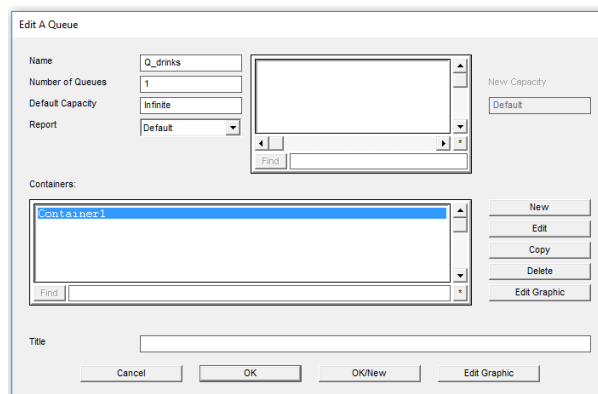 Edit A Queue
Name
Q_drinks
Number of Queues
1
New Capacity
Default Capacity
Infinite
Default
Report
Default
*
Find
Containers:
Container1
New
Edit
Copy
Delete
Find
*
Edit Graphic
Title
Cancel
OK
OK/New
Edit Graphic